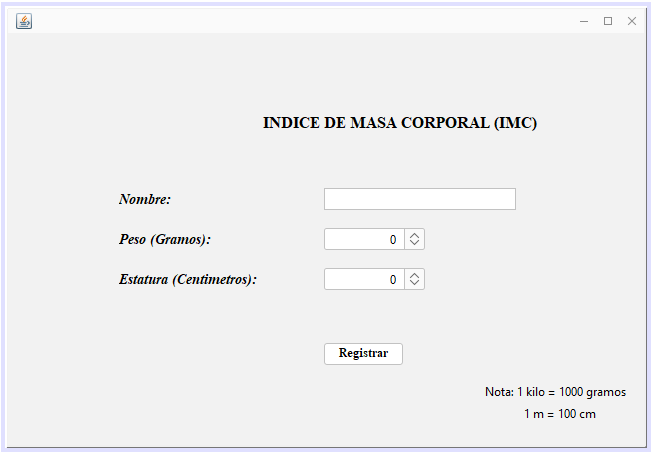 INDICE DE MASA CORPORAL (IMC)
Nombre:
Peso (Gramos): 0
Estatura (Centimetros): 0
Registrar
Nota: 1 kilo = 1000 gramos
1 m = 100 cm